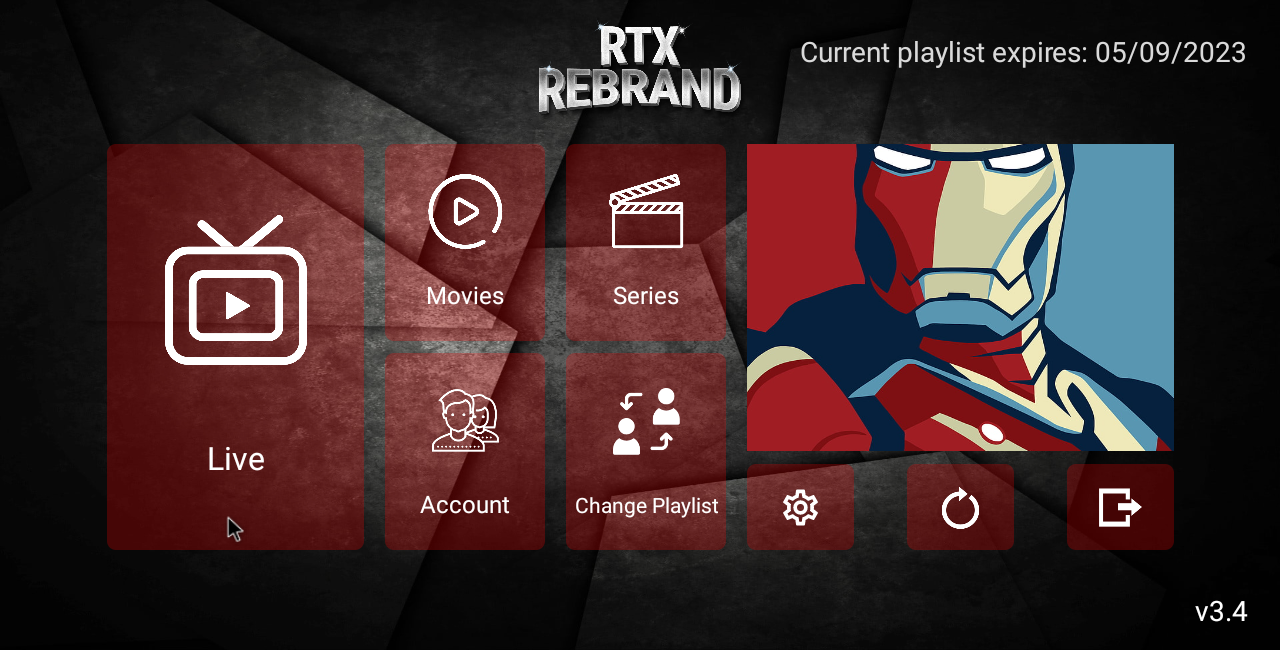 RTX
REBRAND
Current playlist expires: 05/09/2023
Live
Movies
Series
Account
Change Playlist
v3.4